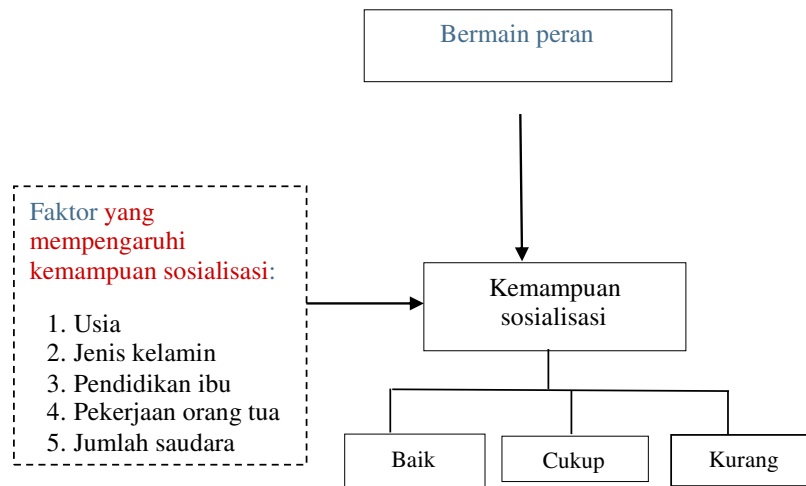 Bermain peran
Faktor yang
mempengaruhi
kemampuan sosialisasi:
1. Usia
2. Jenis kelamin
3. Pendidikan ibu
4. Pekerjaan orang tua
5. Jumlah saudara
Kemampuan
sosialisasi
Baik
Cukup
Kurang